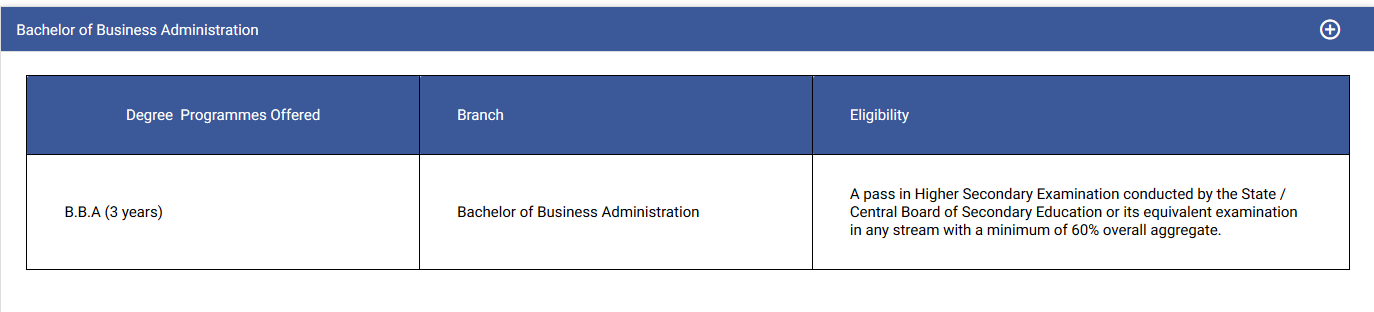 Bachelor of Business Administration
Degree  Programmes Offered
Branch
Eligibility
B.B.A (3 years)
Bachelor of Business Administration
A pass in Higher Secondary Examination conducted by the State /
Central Board of Secondary Education or its equivalent examination
in any stream with a minimum of 60% overall aggregate.